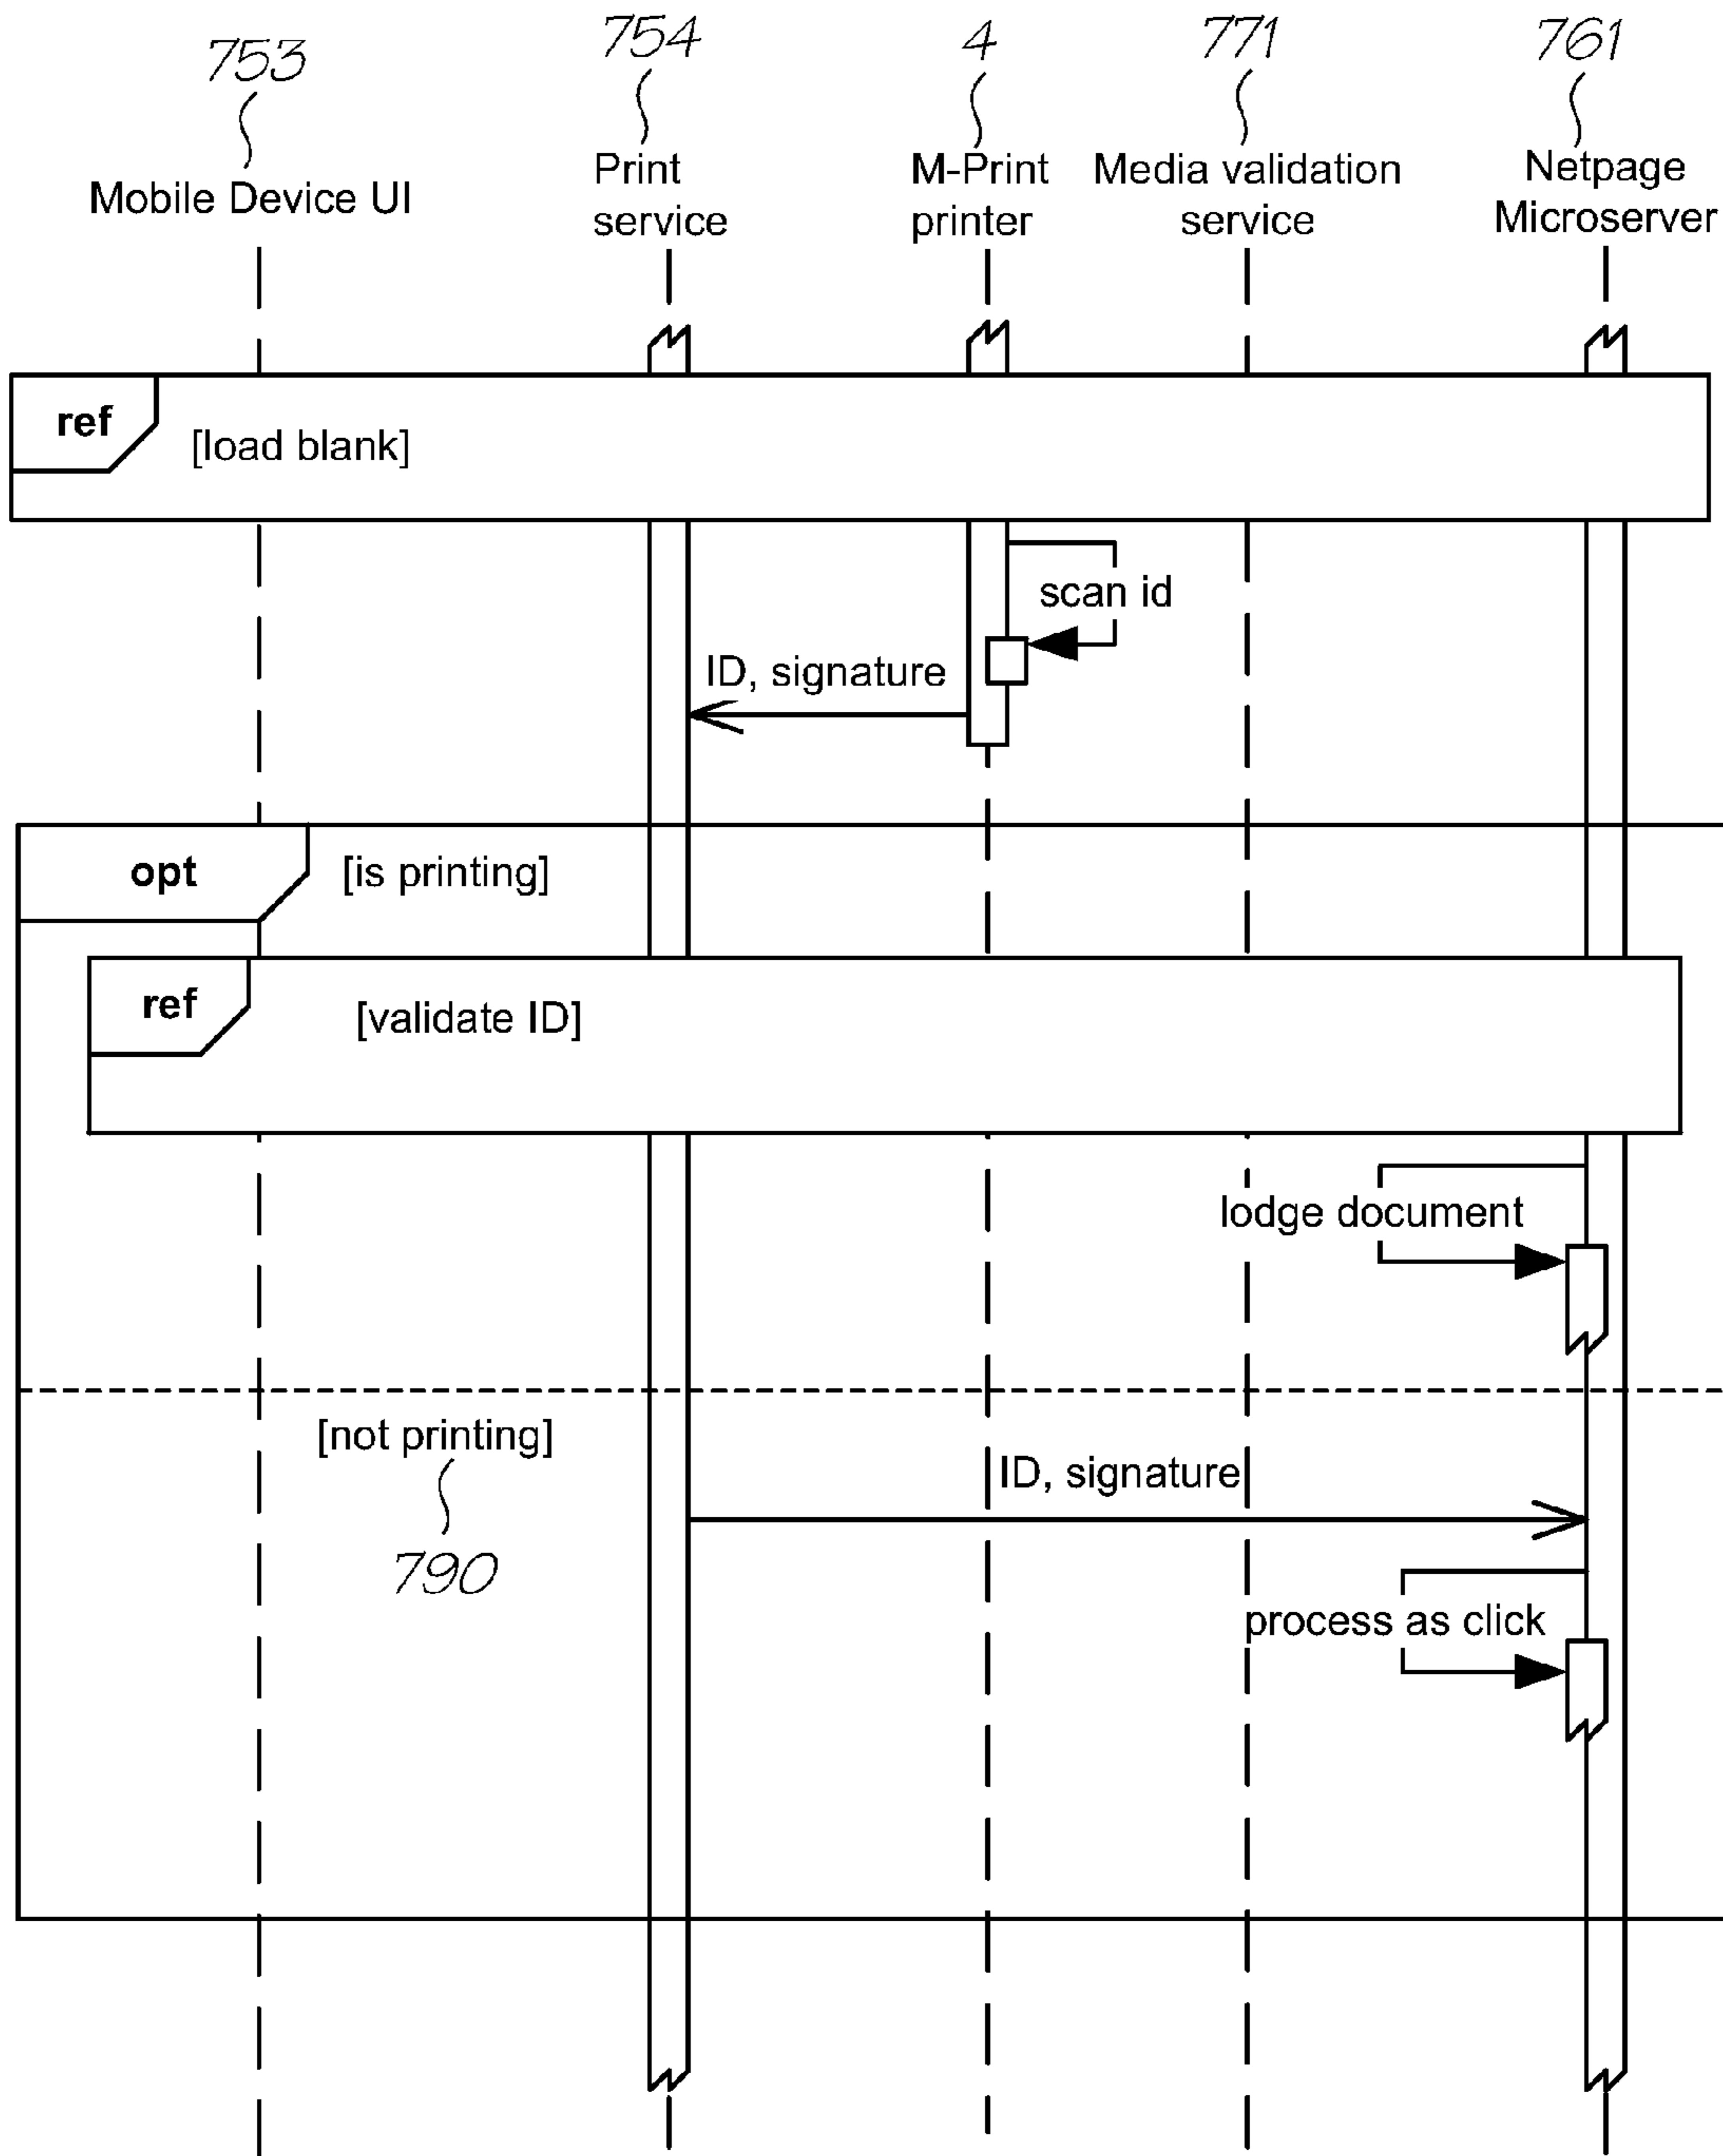 753
754
4
771
761
Mobile Device UI
Print
service
M-Print
printer
Media validation
service
Netpage
Microserver
ref
[load blank]
scan id
ID, signature
opt
[is printing]
ref
[validate ID]
lodge document
[not printing]
790
ID, signature
process as click